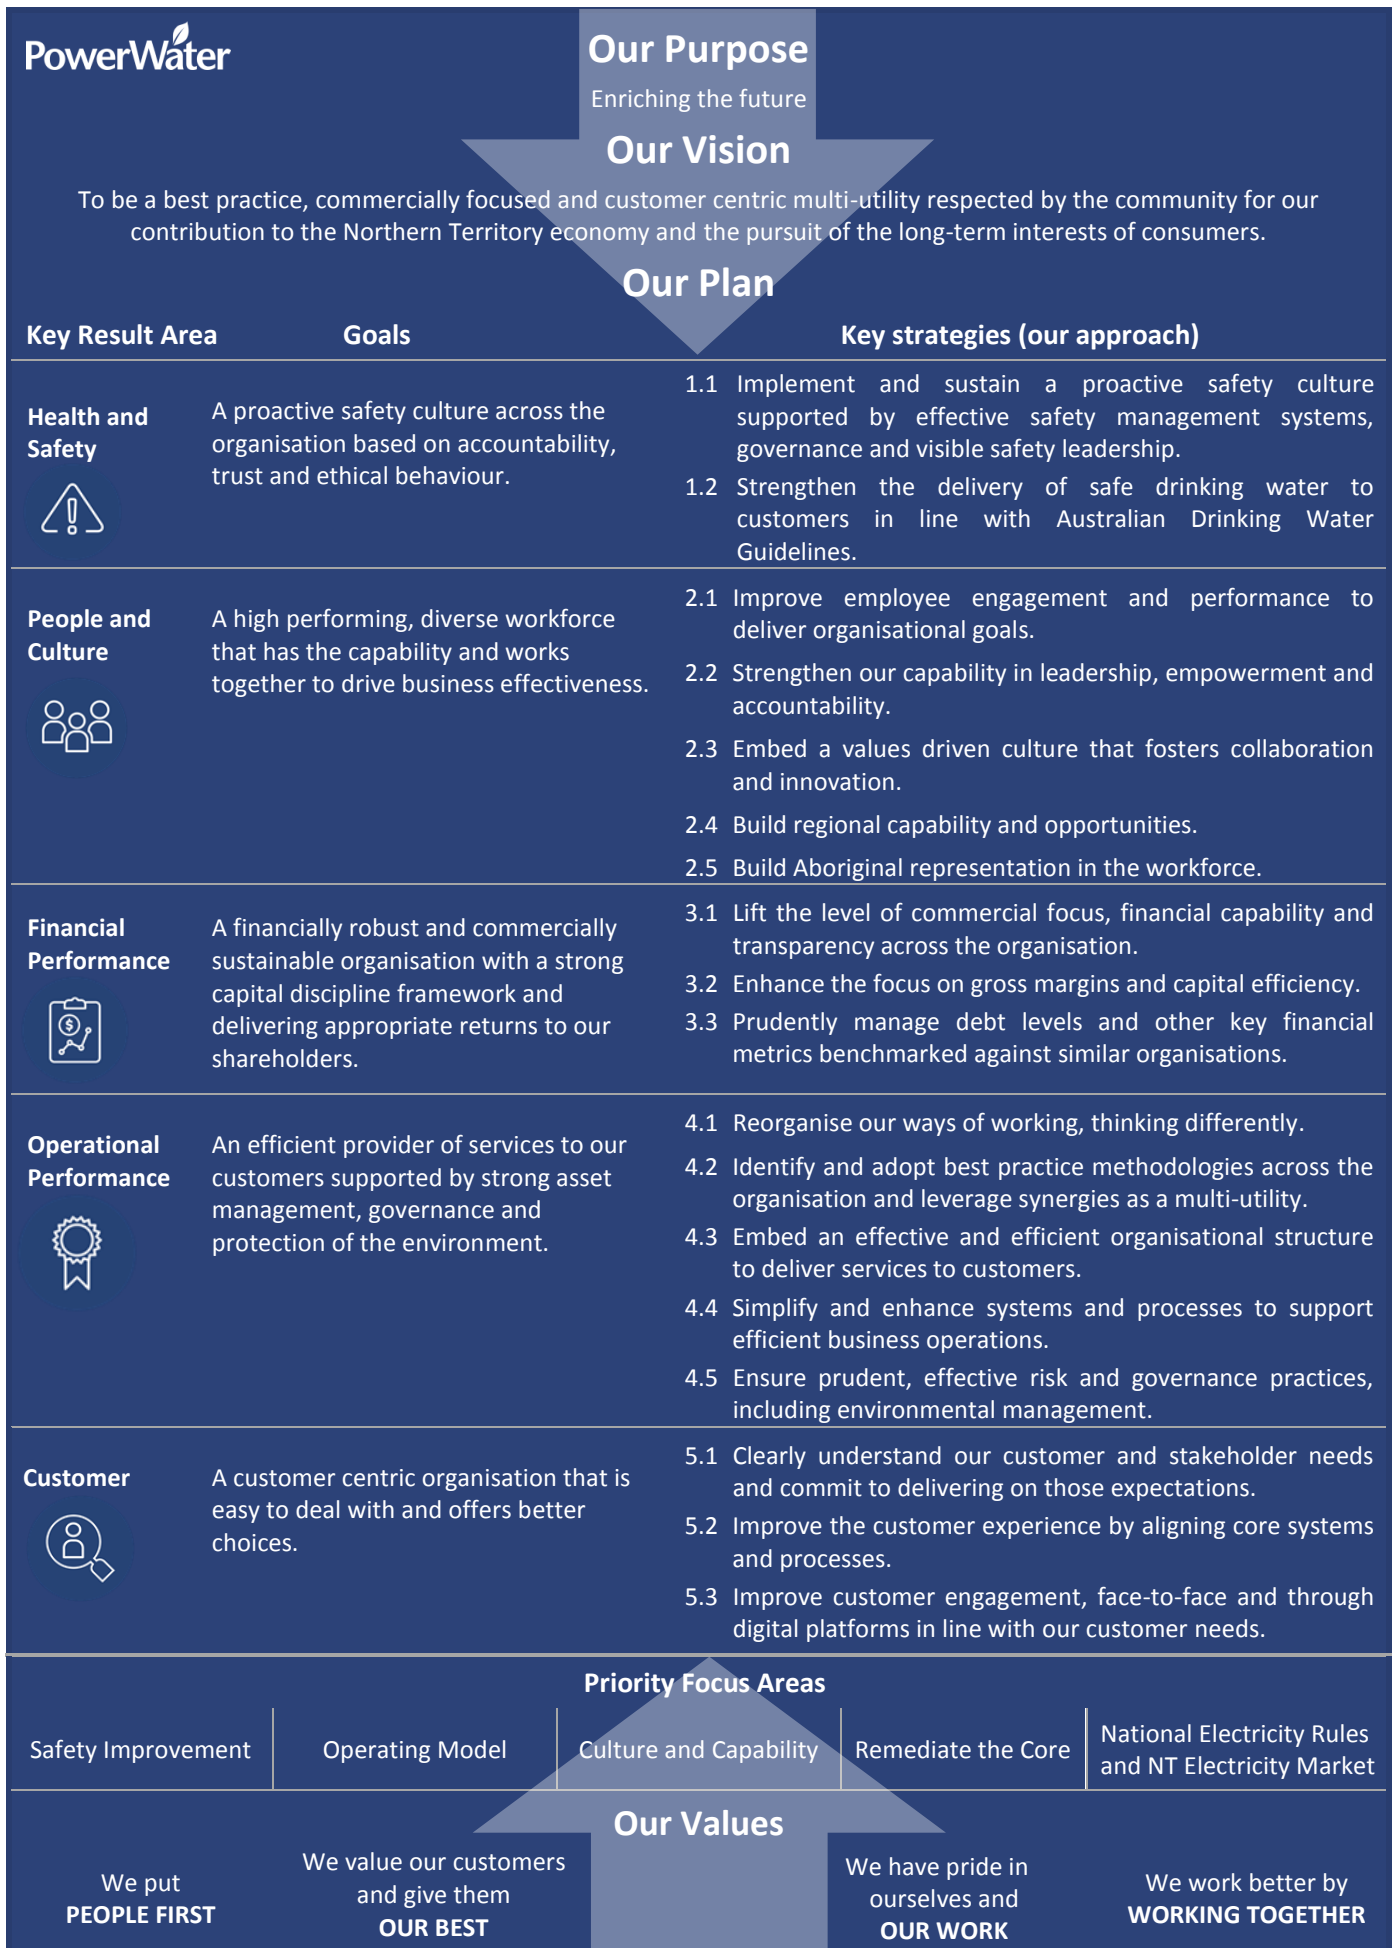 PowerWater
Our Purpose
Enriching the future
Our Vision
To be a best practice, commercially focused and customer centric multi-utility respected by the community for our
contribution to the Northern Territory economy and the pursuit of the long-term interests of consumers.
Our Plan
Key Result Area
Goals
Key strategies (our approach)
Health and
Safety
A proactive safety culture across the
organisation based on accountability,
trust and ethical behaviour.
1.1 Implement and sustain a proactive safety culture
supported by effective safety management systems,
governance and visible safety leadership.
1.2 Strengthen the delivery of safe drinking water to
customers in line with Australian Drinking Water
Guidelines.
People and
Culture
A high performing, diverse workforce
that has the capability and works
together to drive business effectiveness.
2.1 Improve employee engagement and performance to
deliver organisational goals.
2.2 Strengthen our capability in leadership, empowerment and
accountability.
2.3 Embed a values driven culture that fosters collaboration
and innovation.
2.4 Build regional capability and opportunities.
2.5 Build Aboriginal representation in the workforce.
Financial
Performance
A financially robust and commercially
sustainable organisation with a strong
capital discipline framework and
delivering appropriate returns to our
shareholders.
3.1 Lift the level of commercial focus, financial capability and
transparency across the organisation.
3.2 Enhance the focus on gross margins and capital efficiency.
3.3 Prudently manage debt levels and other key financial
metrics benchmarked against similar organisations.
Operational
Performance
An efficient provider of services to our
customers supported by strong asset
management, governance and
protection of the environment.
4.1 Reorganise our ways of working, thinking differently.
4.2 Identify and adopt best practice methodologies across the
organisation and leverage synergies as a multi-utility.
4.3 Embed an effective and efficient organisational structure
to deliver services to customers.
4.4 Simplify and enhance systems and processes to support
efficient business operations.
4.5 Ensure prudent, effective risk and governance practices,
including environmental management.
Customer
A customer centric organisation that is
easy to deal with and offers better
choices.
5.1 Clearly understand our customer and stakeholder needs
and commit to delivering on those expectations.
5.2 Improve the customer experience by aligning core systems
and processes.
5.3 Improve customer engagement, face-to-face and through
digital platforms in line with our customer needs.
Priority Focus Areas
Safety Improvement
Operating Model
Culture and Capability
Remediate the Core
National Electricity Rules
and NT Electricity Market
Our Values
We put
PEOPLE FIRST
We value our customers
and give them
OUR BEST
We have pride in
ourselves and
OUR WORK
We work better by
WORKING TOGETHER